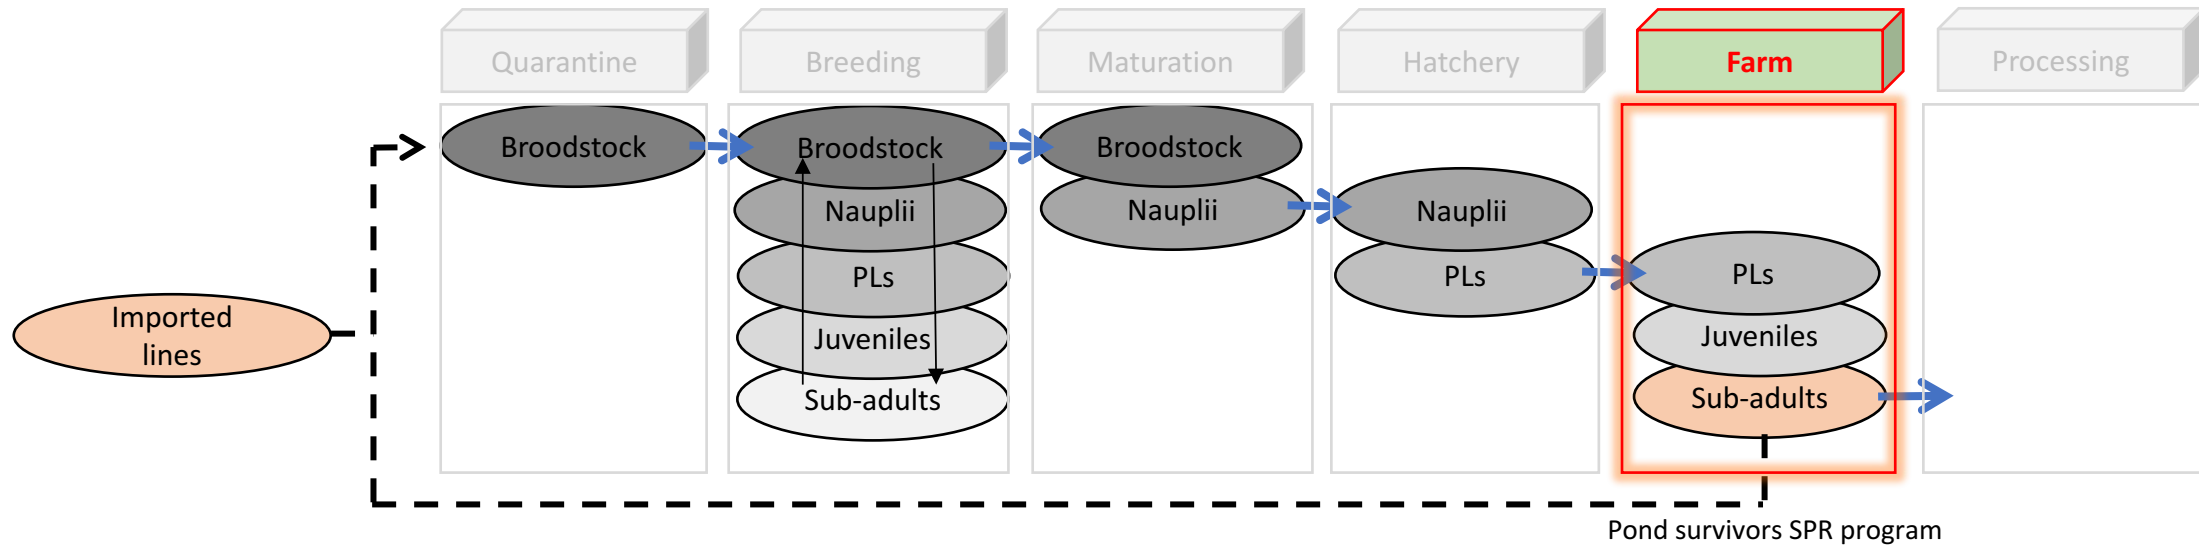 Quarantine
Breeding
Maturation
Hatchery
Farm
Processing
Broodstock
Broodstock
Nauplii
PLs
Juveniles
Sub-adults
Broodstock
Nauplii
Nauplii
PLs
PLs
Juveniles
Sub-adults
Imported
lines
Pond survivors SPR program